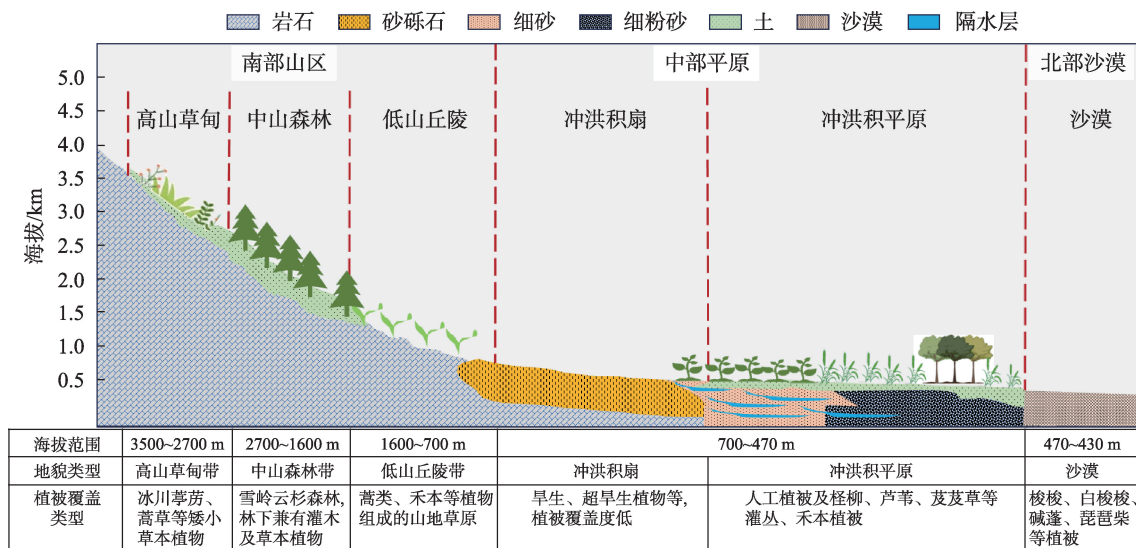 岩石 砂砾石 细砂 细粉砂 土 沙漠 隔水层
南部山区 中部平原 北部沙漠
高山草甸 中山森林 低山丘陵 冲洪积扇 冲洪积平原 沙漠
海拔/km
5.0
4.5
4.0
3.5
3.0
2.5
2.0
1.5
1.0
0.5
海拔范围 3500~2700 m 2700~1600 m 1600~700 m 700~470 m 470~430 m
地貌类型 高山草甸带 中山森林带 低山丘陵带 冲洪积扇 冲洪积平原 沙漠
植被覆盖
类型
冰川葶苈、
蒿草等矮小
草本植物
雪岭云杉森林,
林下兼有灌木
及草本植物
蒿类、禾本等植物
组成的山地草原
旱生、超旱生植物等,
植被覆盖度低
人工植被及柽柳、芦苇、芨芨草等
灌丛、禾本植被
梭梭、白梭梭、
碱蓬、琵琶柴
等植被